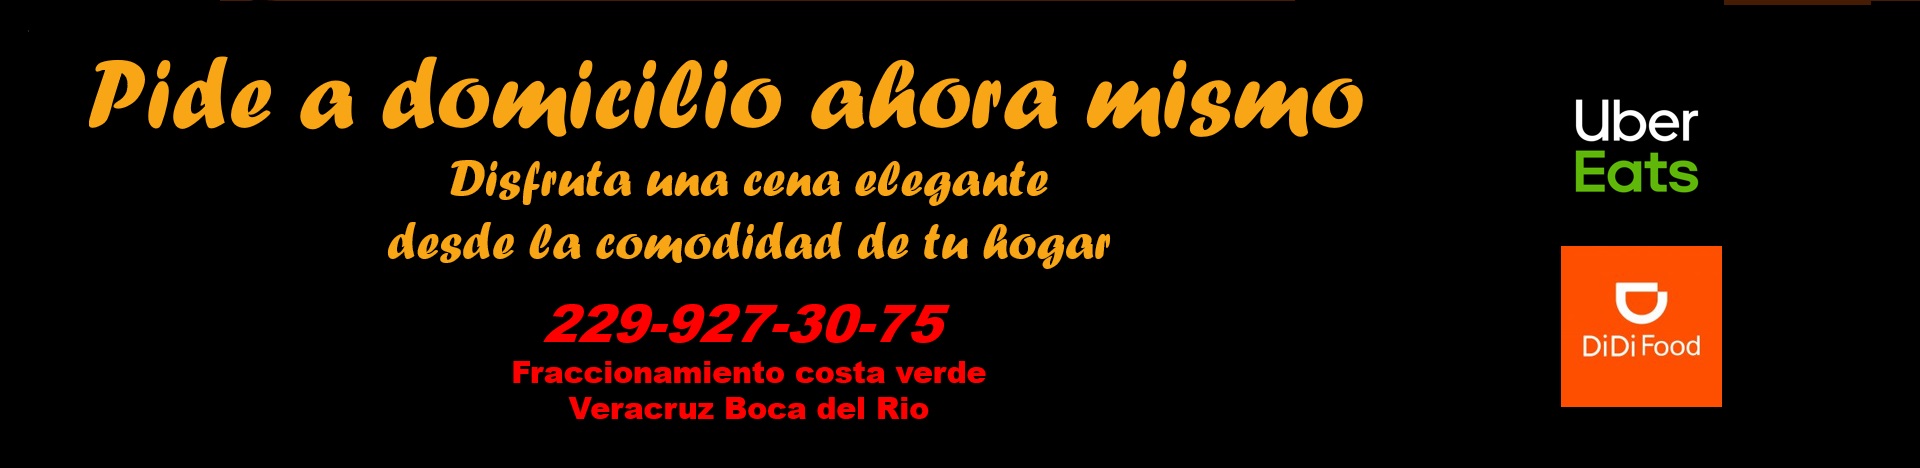 Pide a domicilio ahora mismo
Disfruta una cena elegante
desde la comodidad de tu hogar
229-927-30-75
Fraccionamiento costa verde
Veracruz Boca del Rio
Uber
Eats
DiDi Food